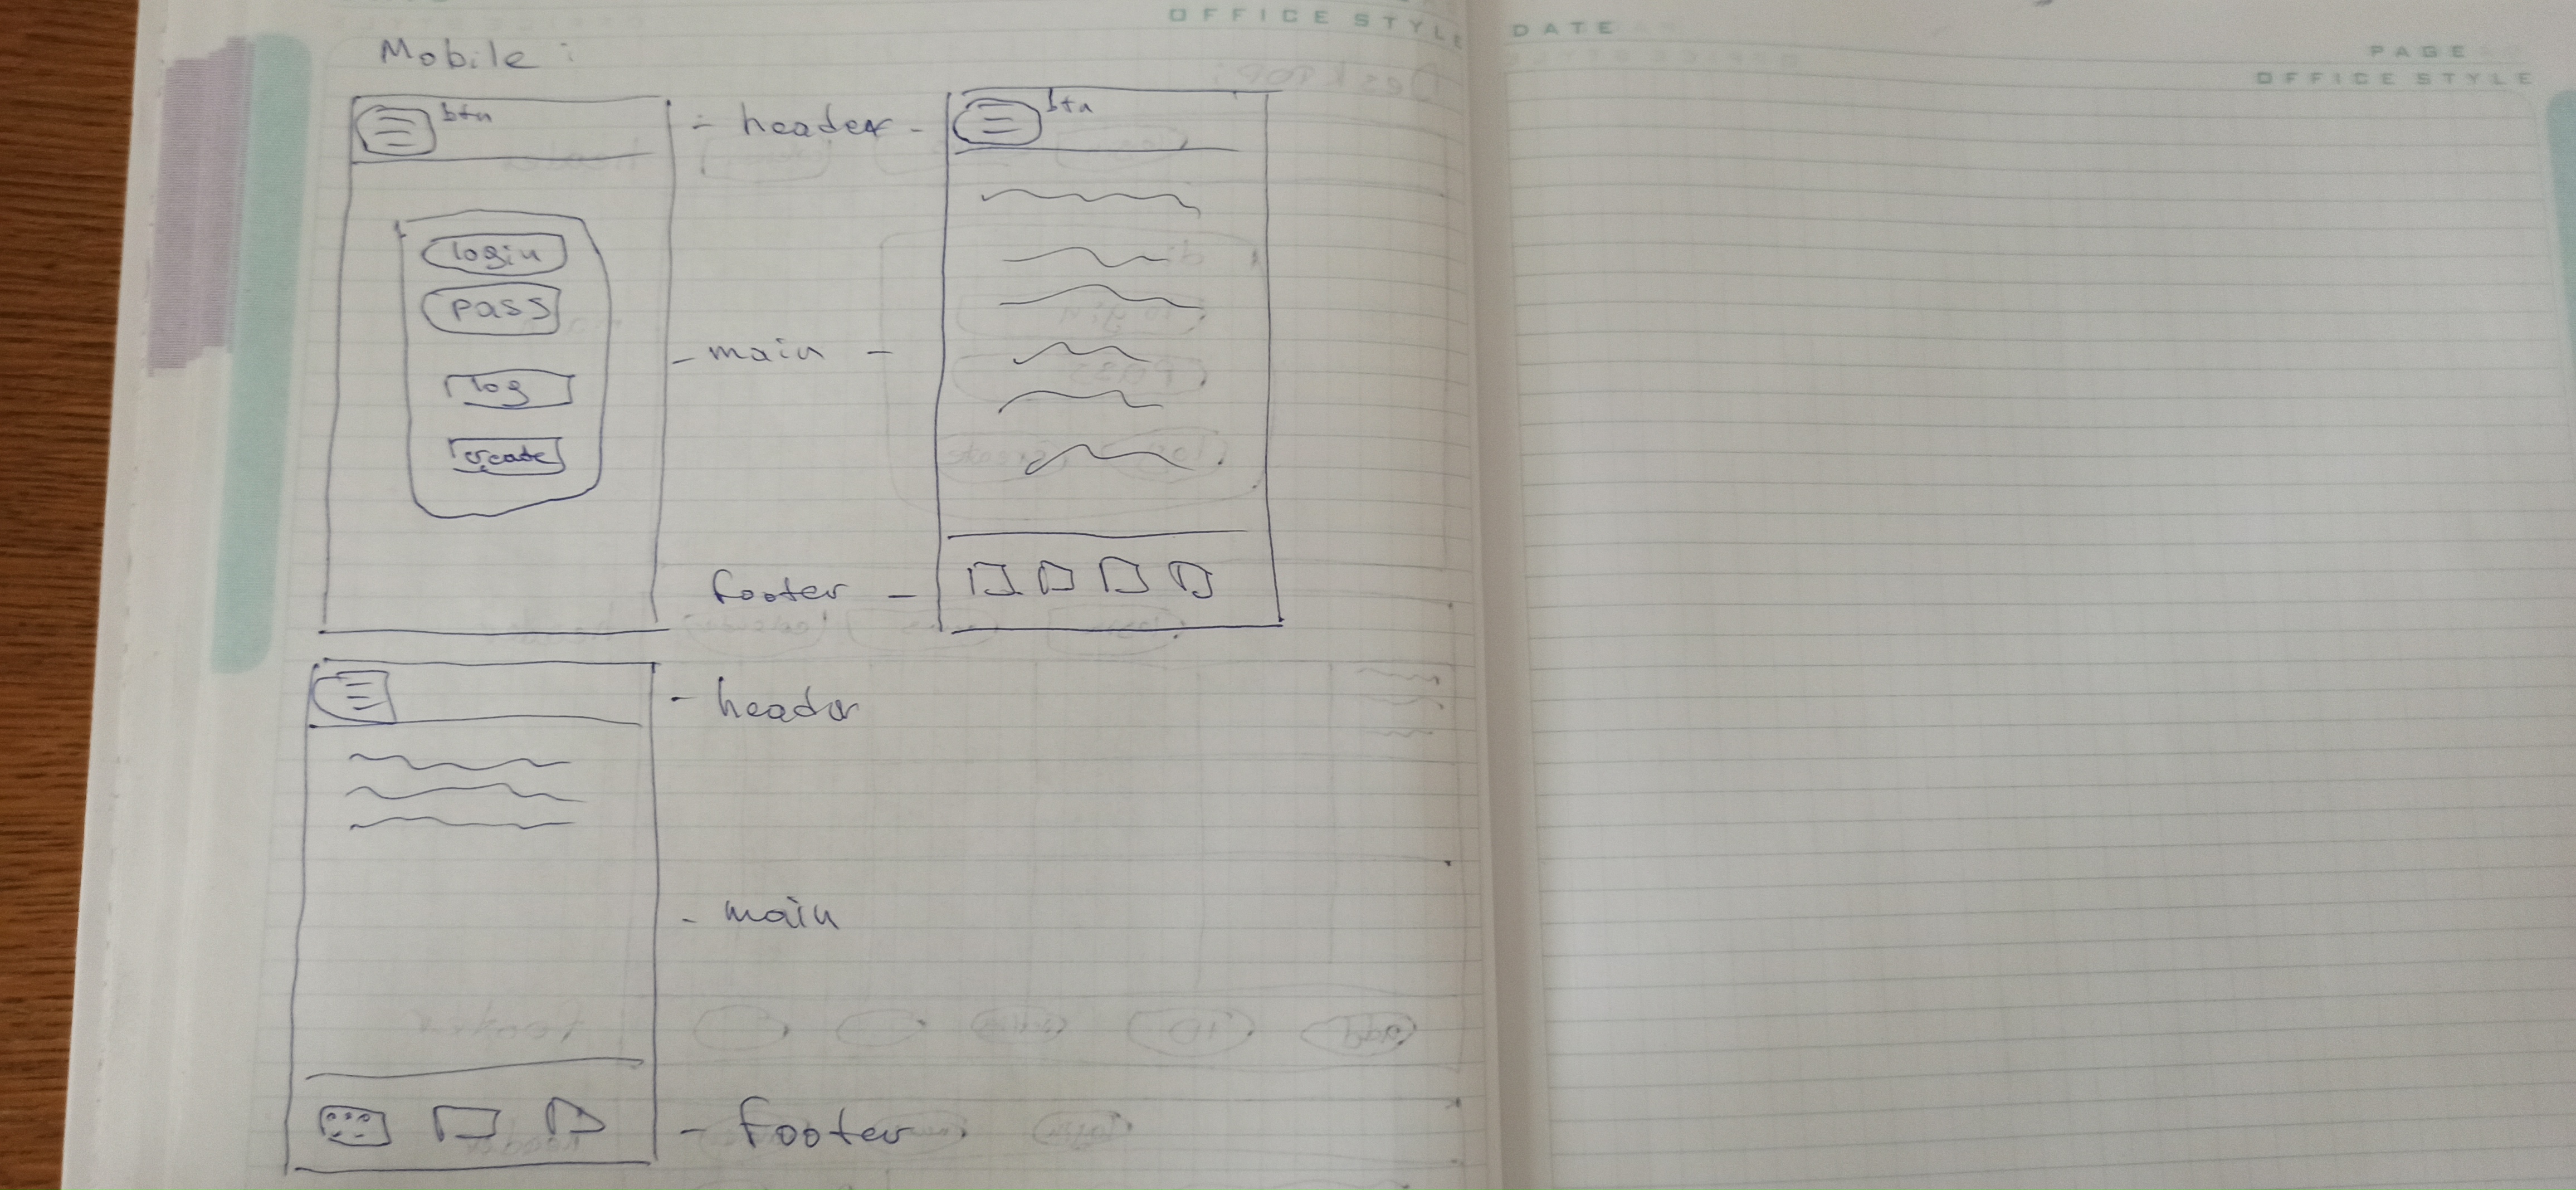 OFFICE STYLE
DATE
PAGE
OFFICE STYLE
Mobile :
btn
- header -
btn
login
pass
- main -
log
create
footer -
- header
- main
- footer